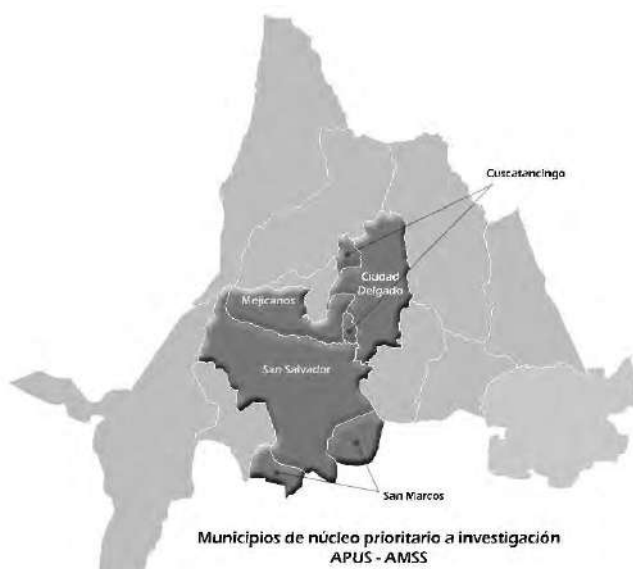 Cuscatancingo
Ciudad
Delgado
Mejicanos
San Salvador
San Marcos
Municipios de núcleo prioritario a investigación
APUS - AMSS